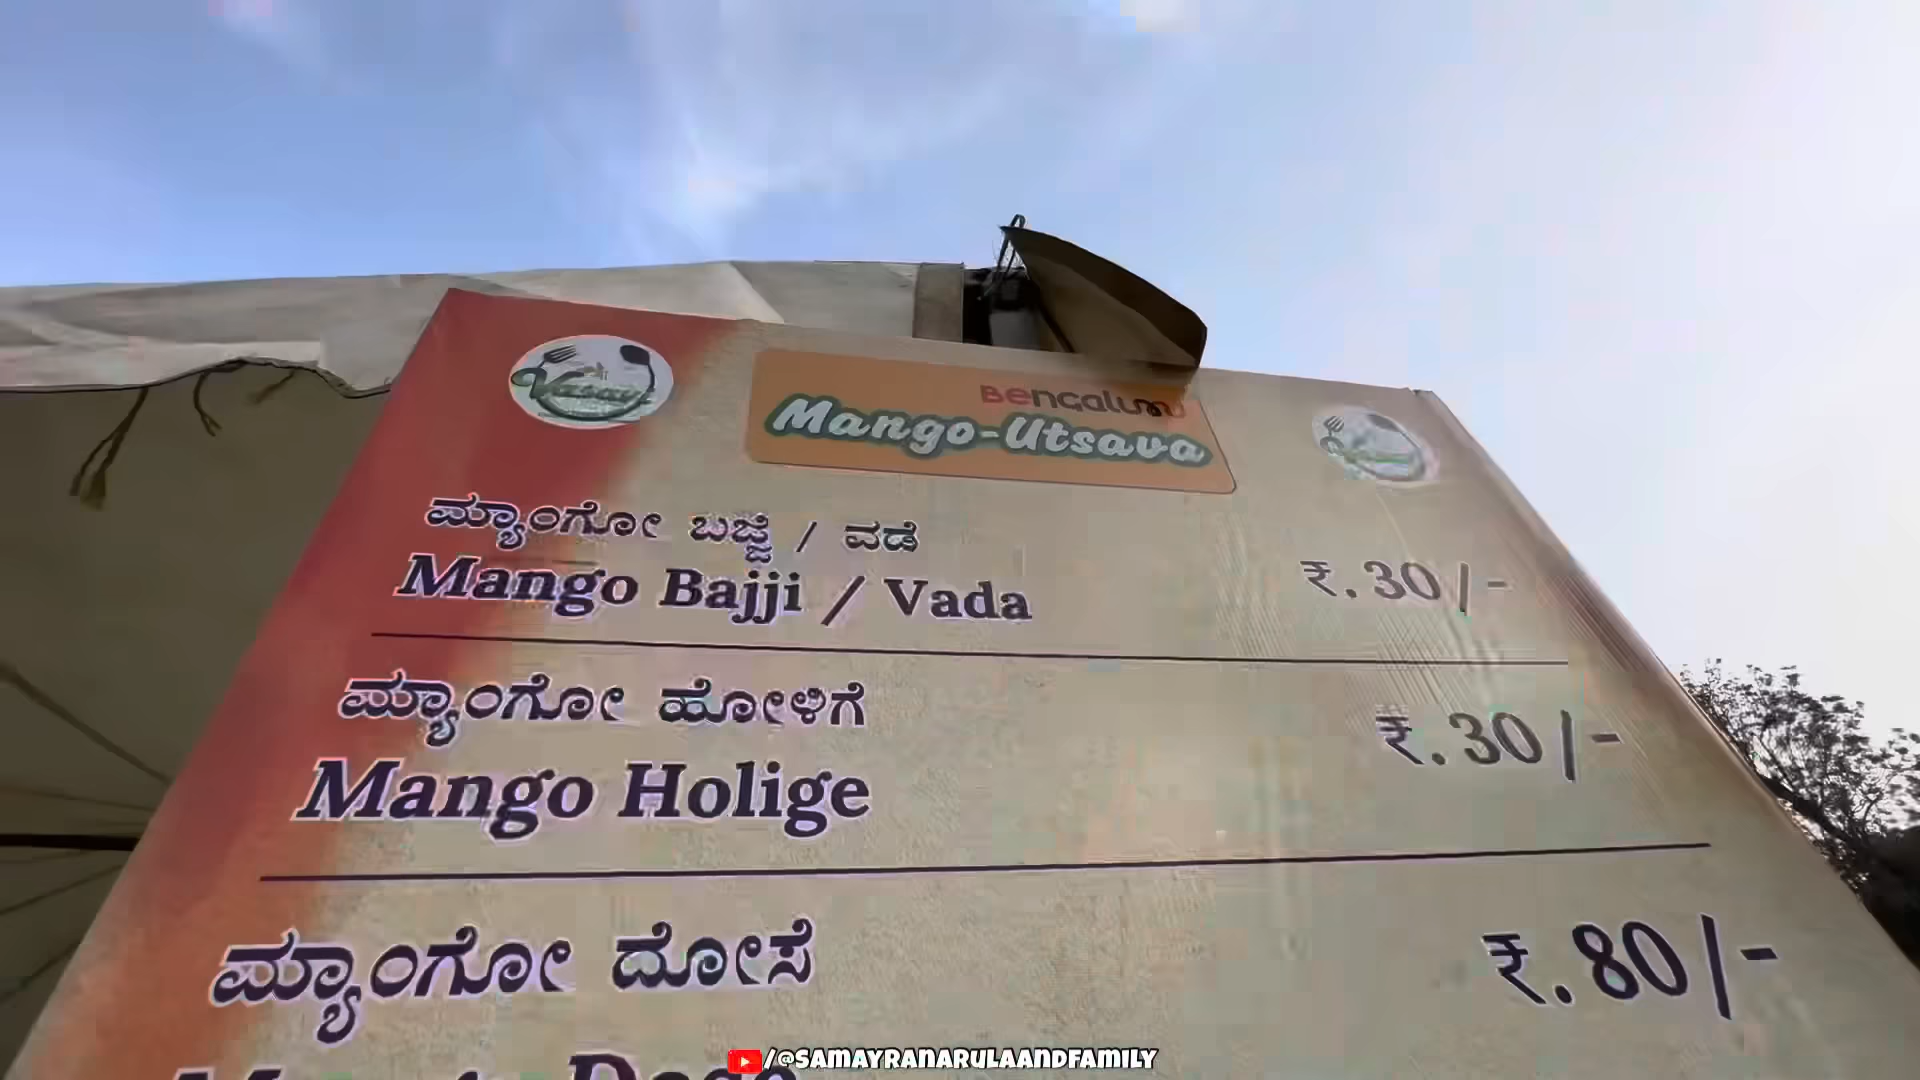 Bengaluru
Mango-Utsava
ಮ್ಯಾಂಗೋ ಬಜ್ಜಿ / ವಡೆ
Mango Bajji / Vada
₹.30/-
ಮ್ಯಾಂಗೋ ಹೋಳಿಗೆ
Mango Holige
₹.30/-
ಮ್ಯಾಂಗೋ ದೋಸೆ
₹.80/-
/@SAMAYRANARULAANDFAMILY